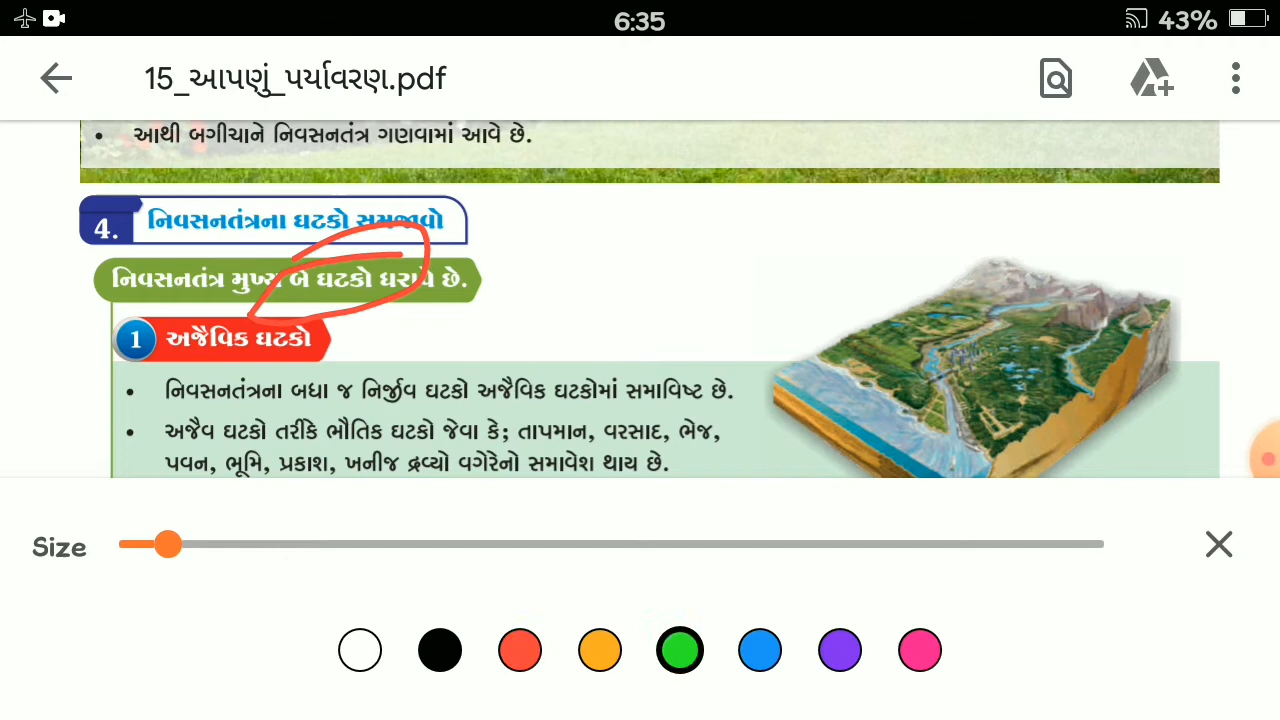 6:35
43%
15_આપણું_પર્યાવરણ.pdf
• આથી બગીચાને નિવસનતંત્ર ગણવામાં આવે છે.
4. નિવસનતંત્રના ઘટકો સમજાવો
નિવસનતંત્ર મુખ્ય બે ઘટકો ધરાવે છે.
1 અજૈવિક ઘટકો
• નિવસનતંત્રના બધા જ નિર્જીવ ઘટકો અજૈવિક ઘટકોમાં સમાવિષ્ટ છે.
• અજૈવ ઘટકો તરીકે ભૌતિક ઘટકો જેવા કે; તાપમાન, વરસાદ, ભેજ,
પવન, ભૂમિ, પ્રકાશ, ખનીજ દ્રવ્યો વગેરેનો સમાવેશ થાય છે.
Size